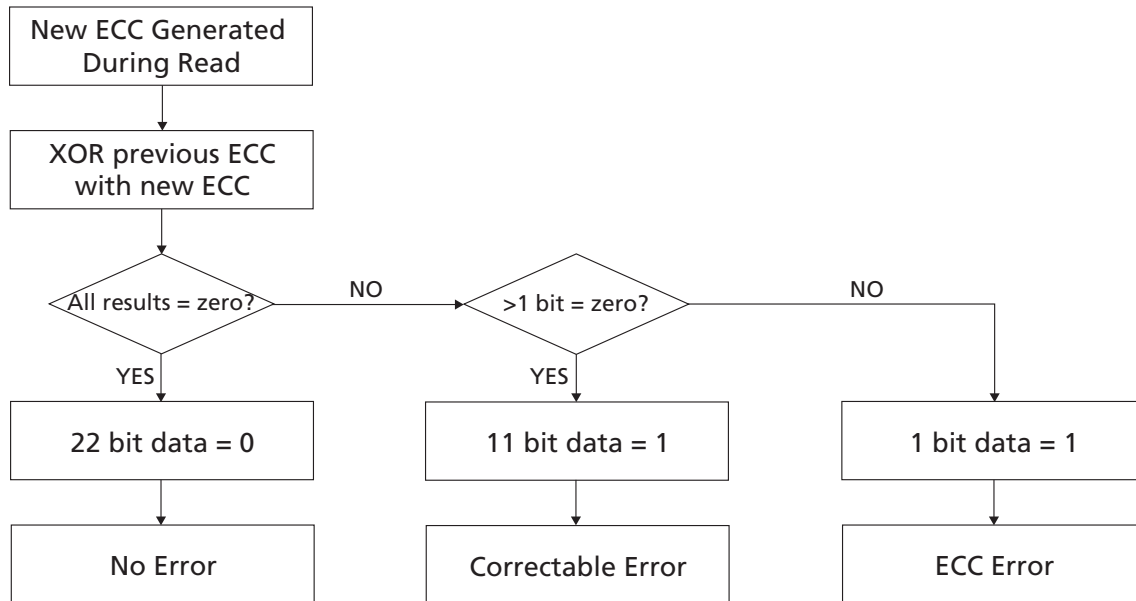 New ECC Generated
During Read
XOR previous ECC
with new ECC
All results = zero?
NO
>1 bit = zero?
NO
YES
YES
22 bit data = 0
11 bit data = 1
1 bit data = 1
No Error
Correctable Error
ECC Error